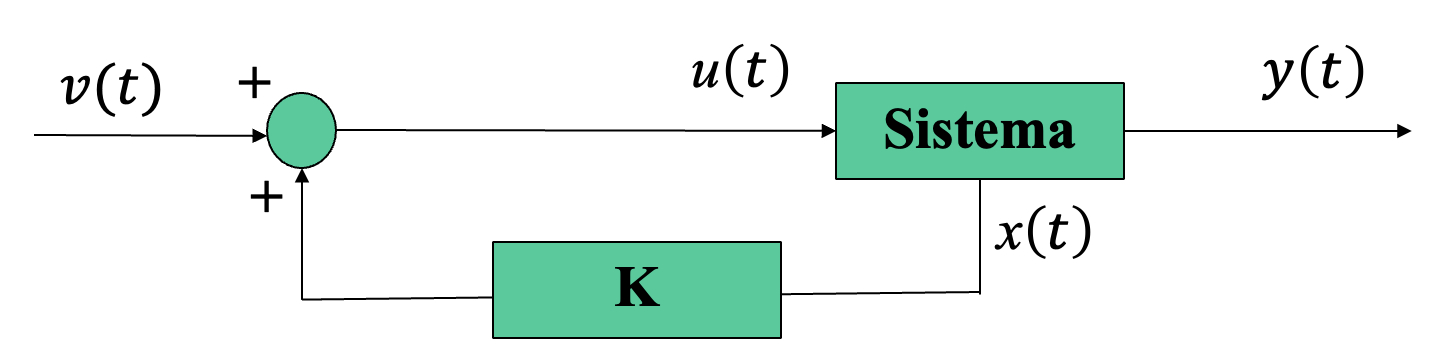 v(t)
+
u(t)
Sistema
y(t)
+
x(t)
K